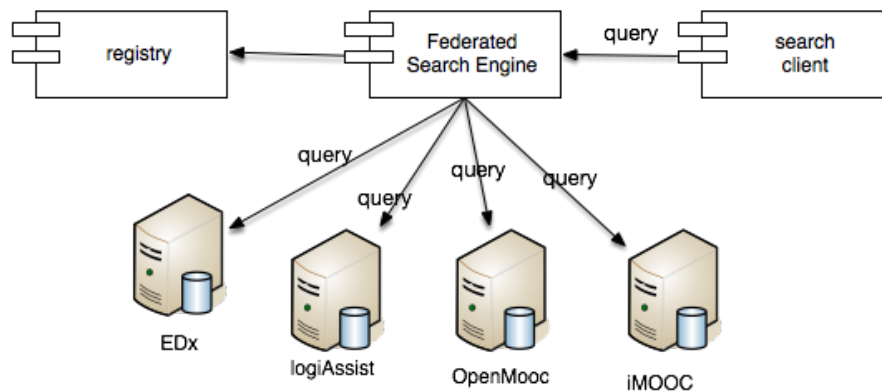 registry
Federated
Search Engine
query
search
client
query
query
query
query
EDx
logiAssist
OpenMooc
iMOOC